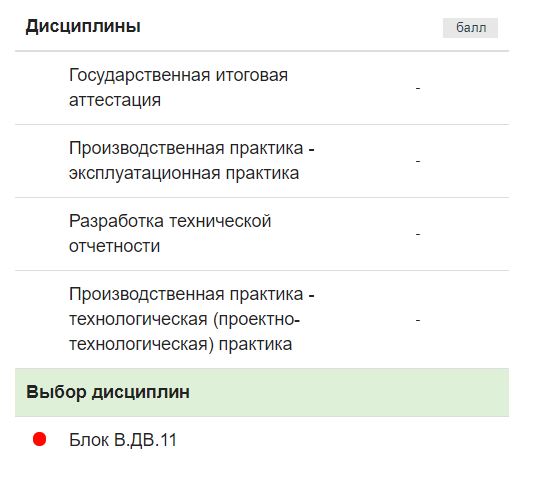 Дисциплины балл
Государственная итоговая
аттестация -
Производственная практика -
эксплуатационная практика -
Разработка технической
отчетности -
Производственная практика -
технологическая (проектно- -
технологическая) практика
Выбор дисциплин
Блок В.ДВ.11